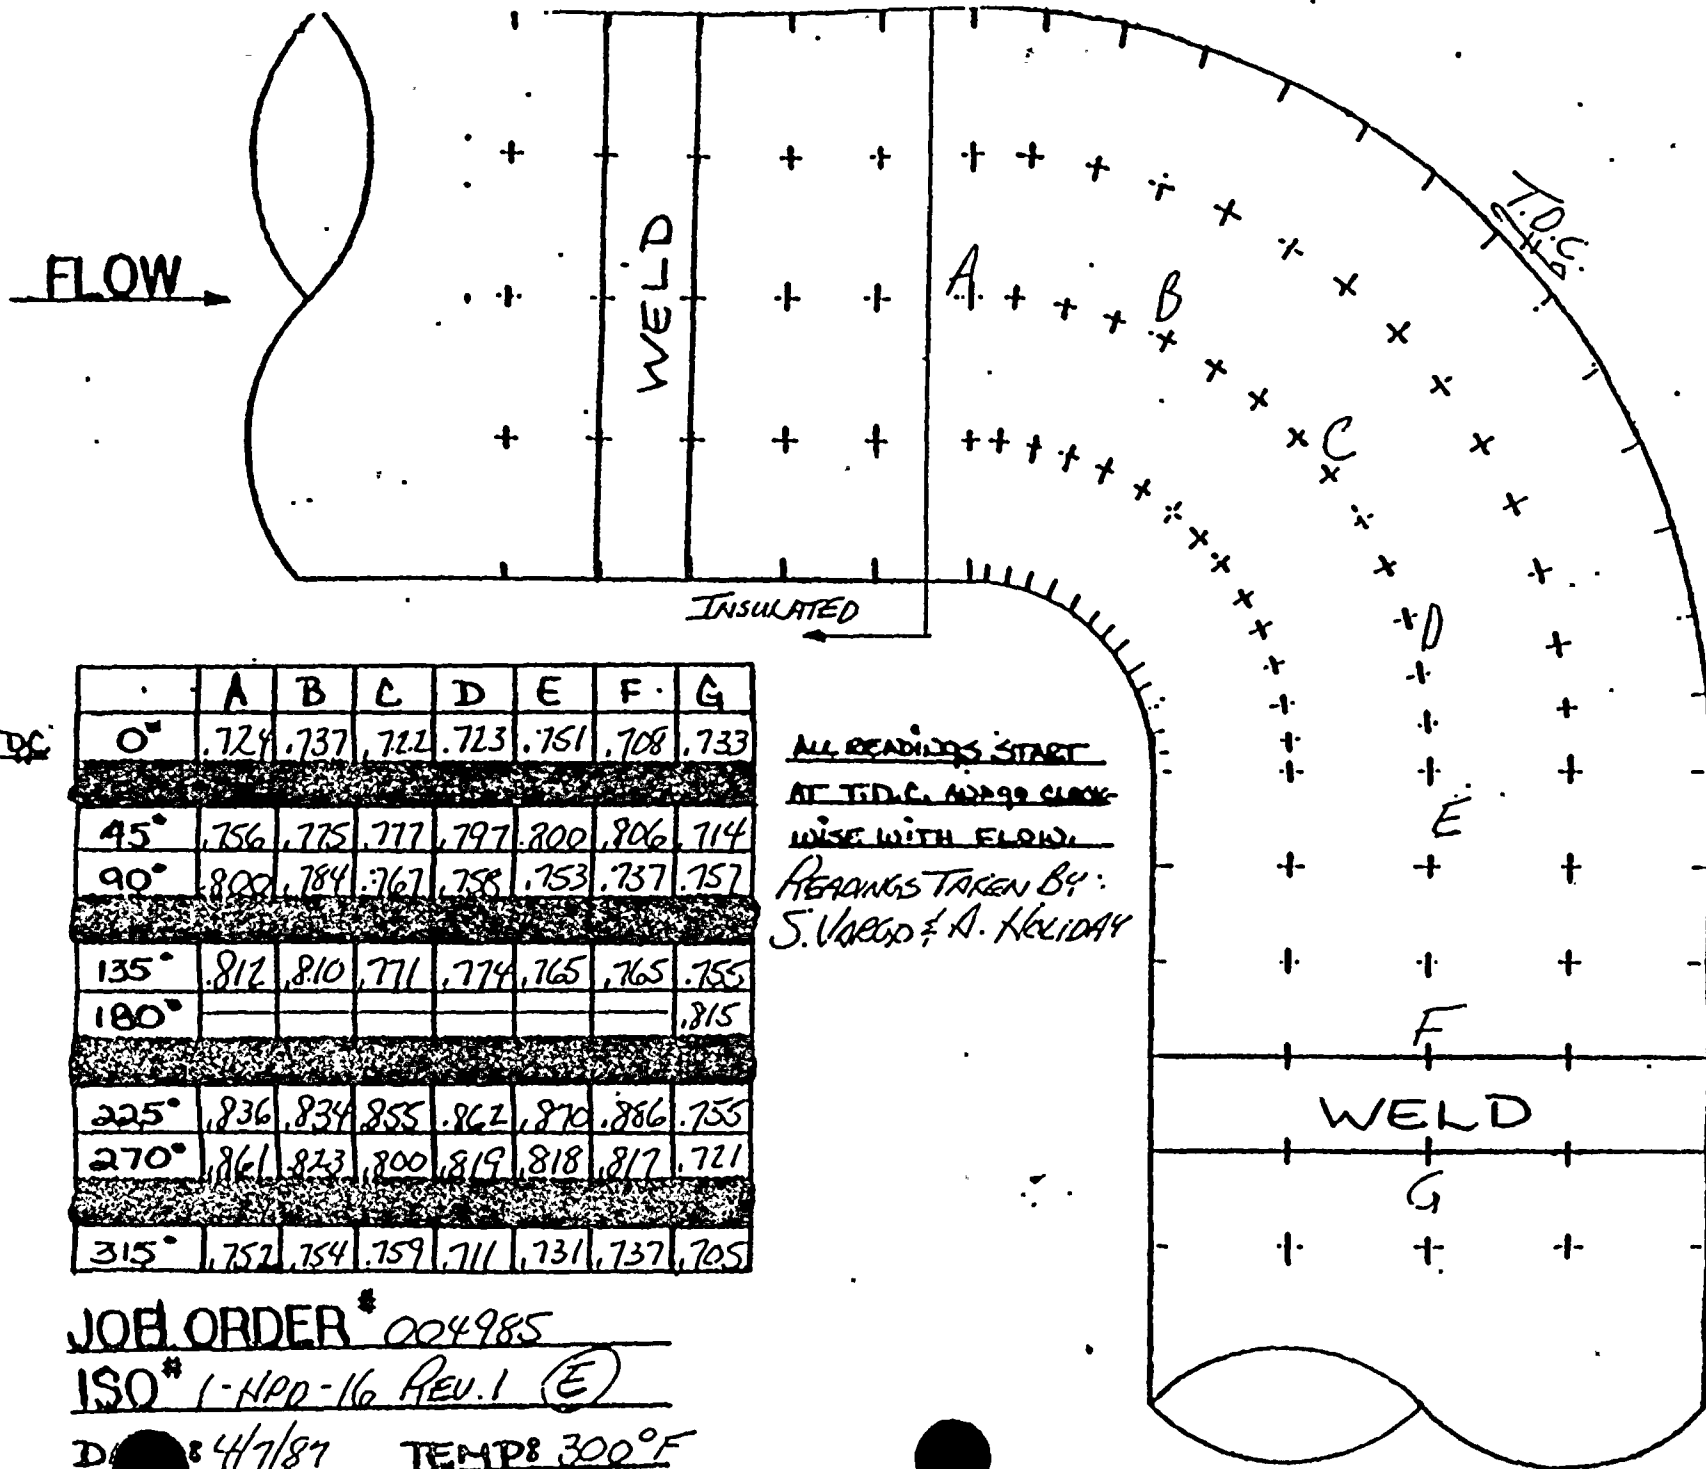 T.D.C.
FLOW
WELD
A
B
C
D
INSULATED
E
F
WELD
G
A B C D E F G
0° .724 .737 .722 .723 .751 .708 .733
45° .756 .775 .777 .797 .800 .806 .714
90° .800 .784 .767 .758 .753 .737 .757
135° .812 .810 .771 .774 .765 .765 .755
180° .815
225° .836 .834 .855 .862 .870 .886 .755
270° .861 .823 .800 .819 .818 .817 .721
315° .752 .754 .759 .711 .731 .737 .705
ALL READINGS START
AT T.D.C. AND GO CLOCK-
WISE WITH FLOW.
READINGS TAKEN BY:
S. VARGO & A. HOLIDAY
JOB ORDER # 004985
ISO # 1-HPD-16 REV. 1 E
4/7/87 TEMP: 300°F